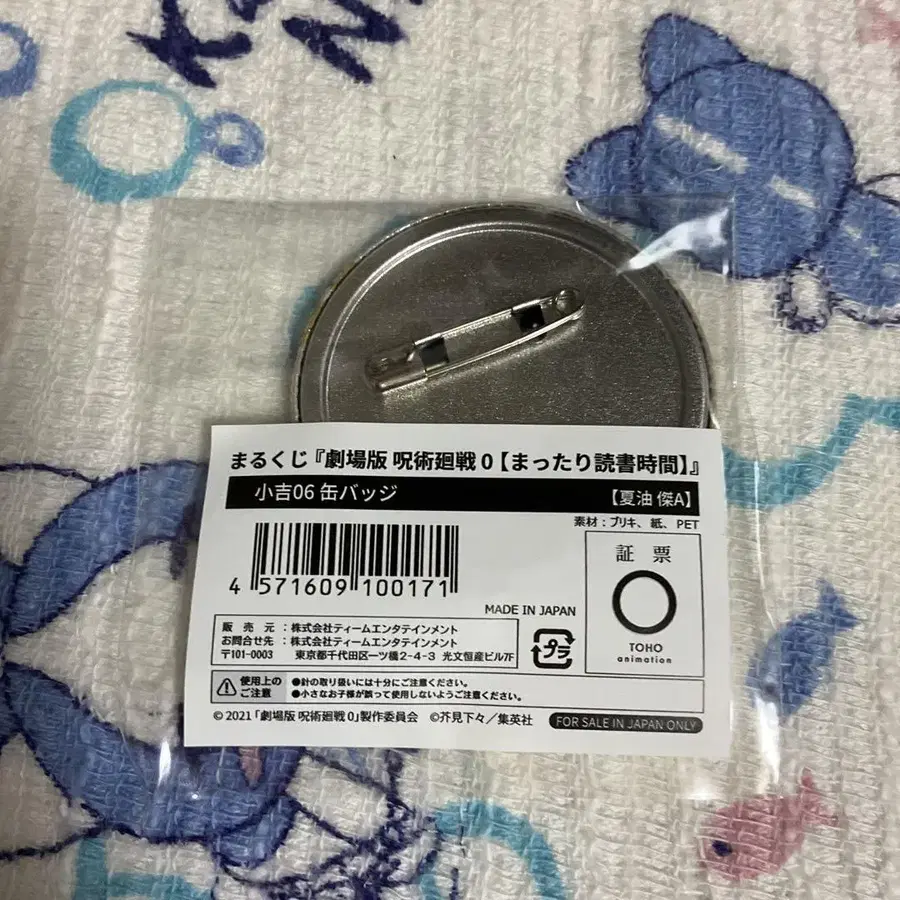 まるくじ『劇場版 呪術廻戦 0【まったり読書時間】』
小吉06 缶バッジ 【夏油 傑A】
素材：ブリキ、紙、PET
証票
TOHO
animation
4 571609 100171
MADE IN JAPAN
販売元：株式会社ティームエンタテインメント
お問合せ先：株式会社ティームエンタテインメント
〒101-0003 東京都千代田区一ツ橋2-4-3 光文恒産ビル7F
プラ
使用上の
ご注意
●針の取り扱いには十分にご注意ください。
●小さなお子様が誤って使用しないようご注意ください。
©2021「劇場版 呪術廻戦 0」製作委員会 ©芥見下々／集英社
FOR SALE IN JAPAN ONLY